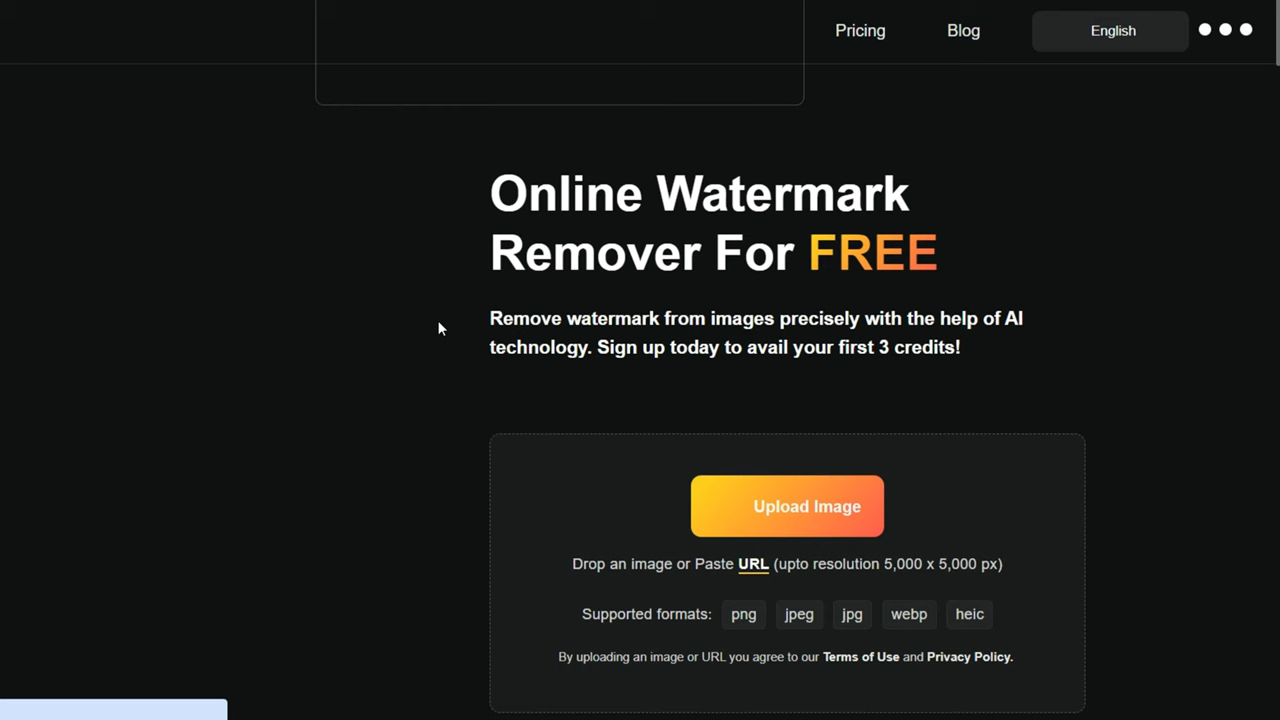 Pricing
Blog
English
Online Watermark
Remover For FREE
Remove watermark from images precisely with the help of AI
technology. Sign up today to avail your first 3 credits!
Upload Image
Drop an image or Paste URL (upto resolution 5,000 x 5,000 px)
Supported formats: png jpeg jpg webp heic
By uploading an image or URL you agree to our Terms of Use and Privacy Policy.